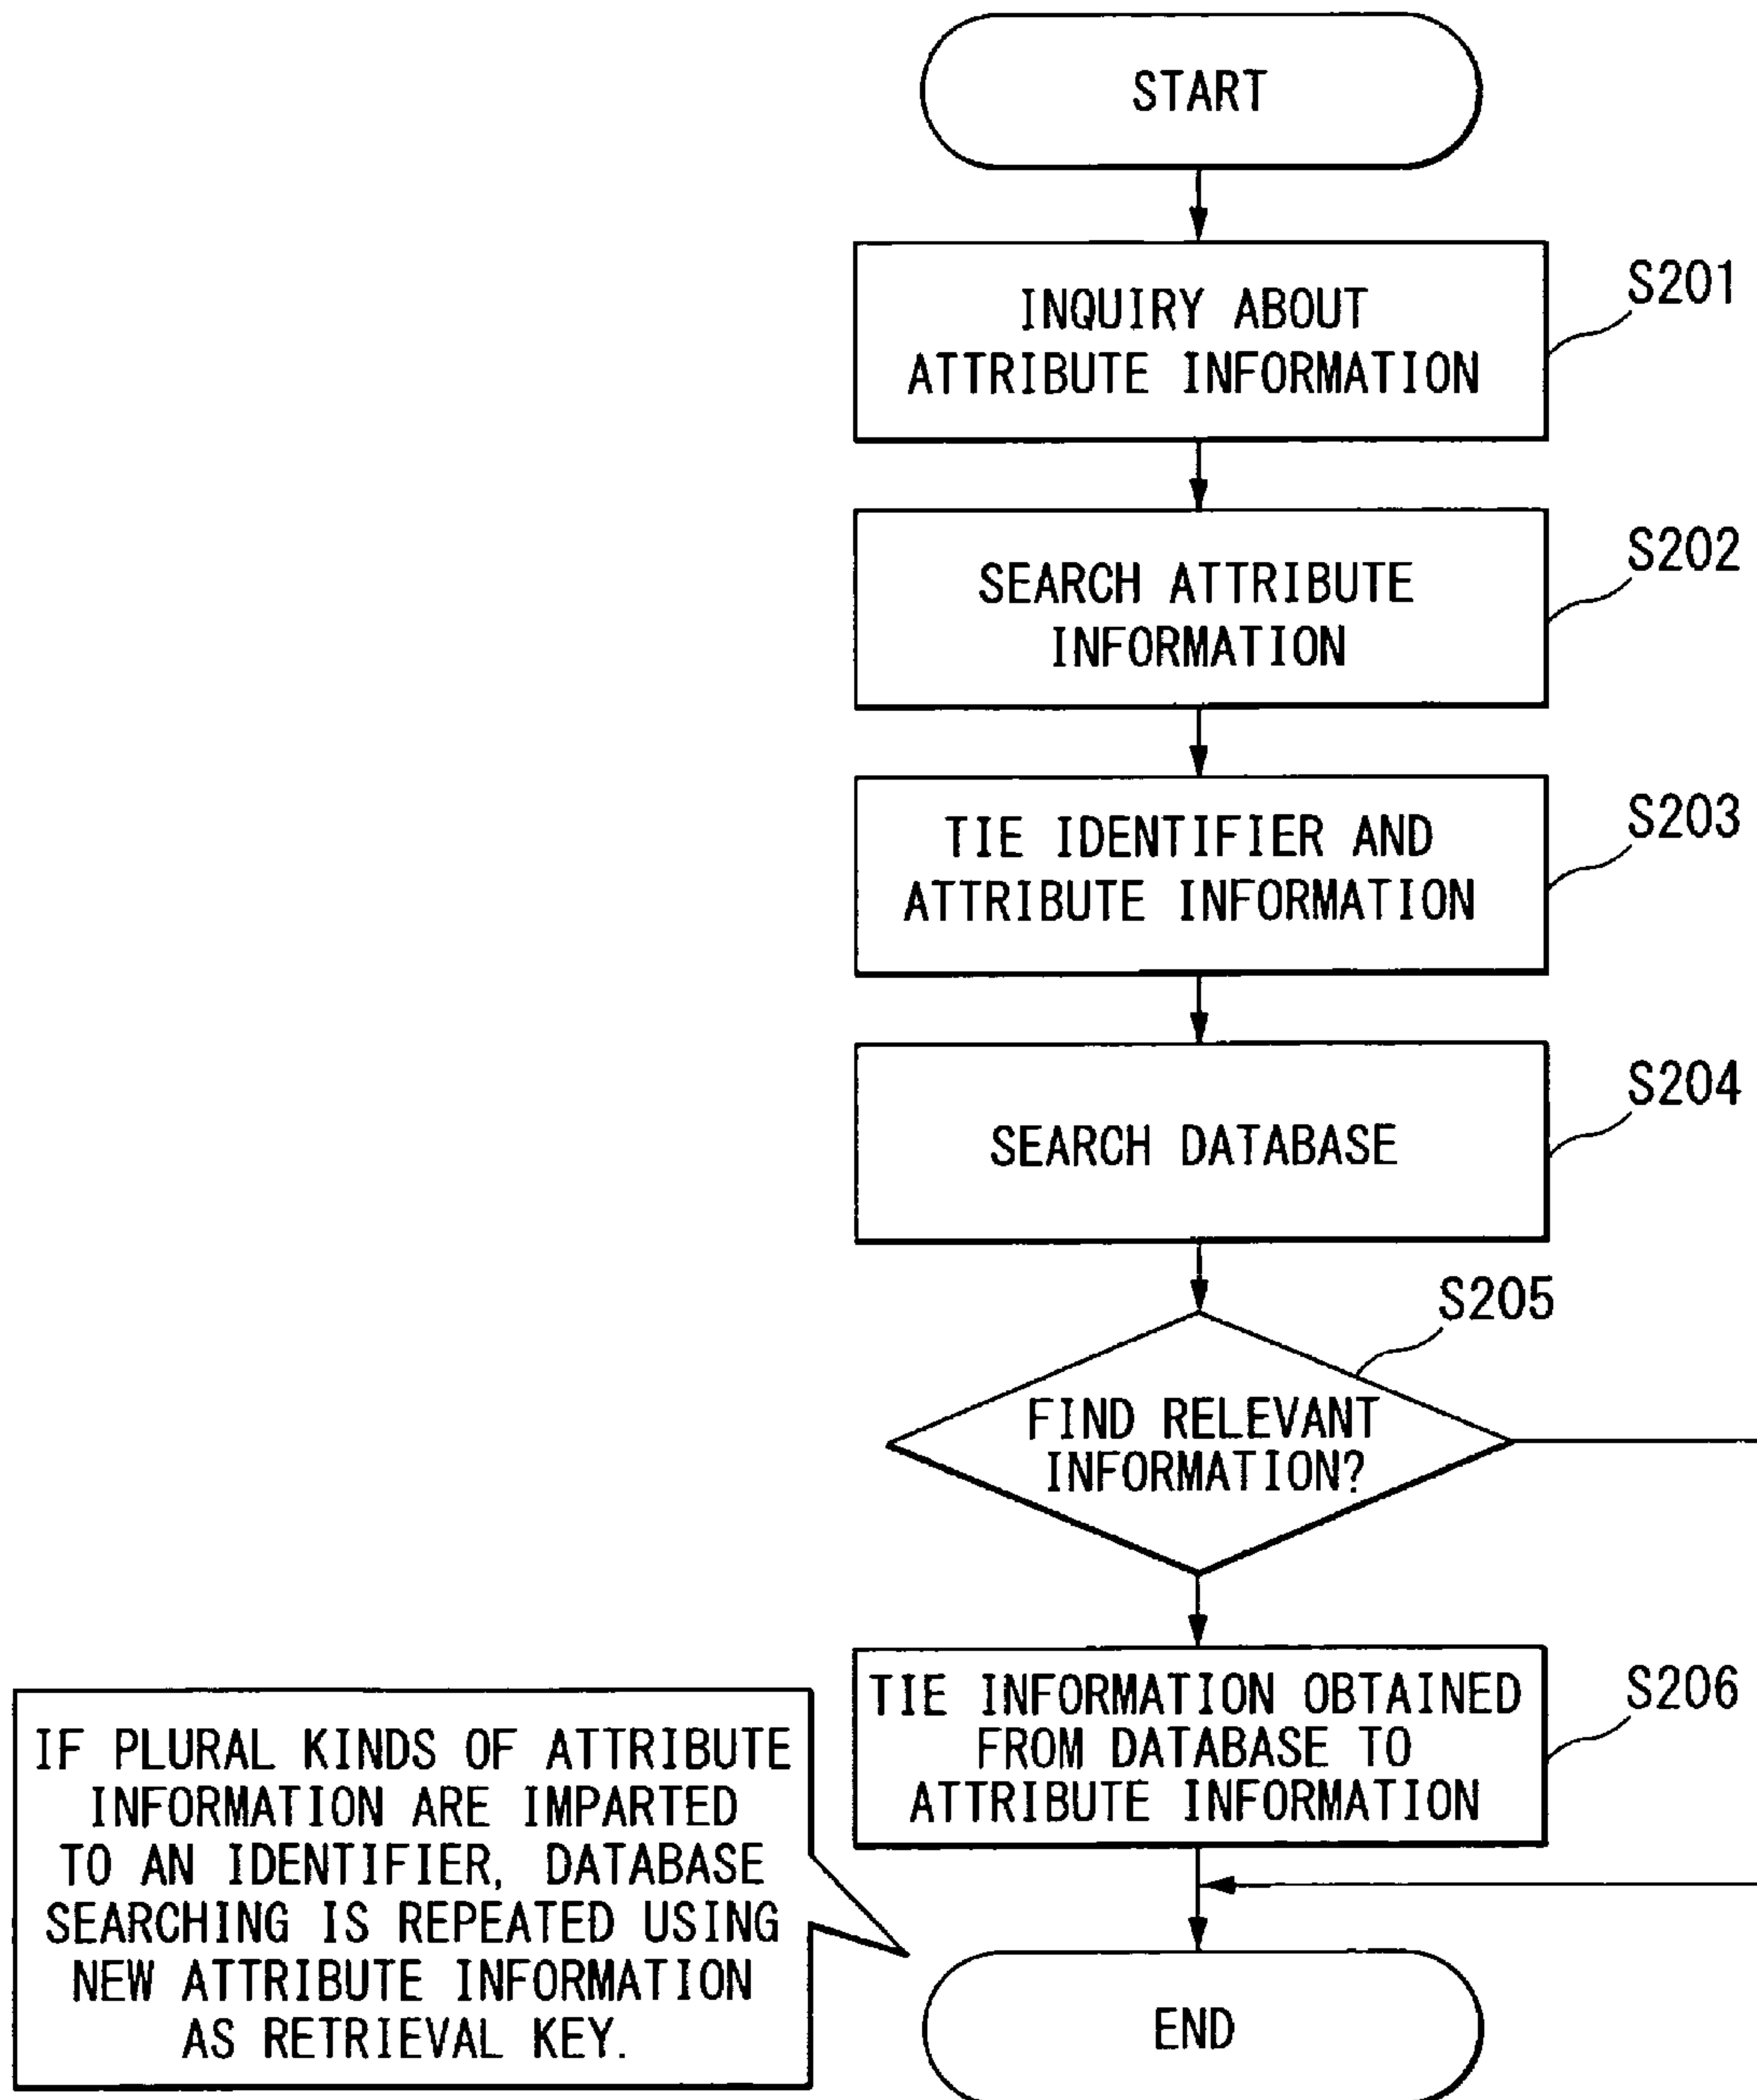 START
S201
INQUIRY ABOUT
ATTRIBUTE INFORMATION
S202
SEARCH ATTRIBUTE
INFORMATION
S203
TIE IDENTIFIER AND
ATTRIBUTE INFORMATION
S204
SEARCH DATABASE
S205
FIND RELEVANT
INFORMATION?
S206
TIE INFORMATION OBTAINED
FROM DATABASE TO
ATTRIBUTE INFORMATION
IF PLURAL KINDS OF ATTRIBUTE
INFORMATION ARE IMPARTED
TO AN IDENTIFIER, DATABASE
SEARCHING IS REPEATED USING
NEW ATTRIBUTE INFORMATION
AS RETRIEVAL KEY.
END